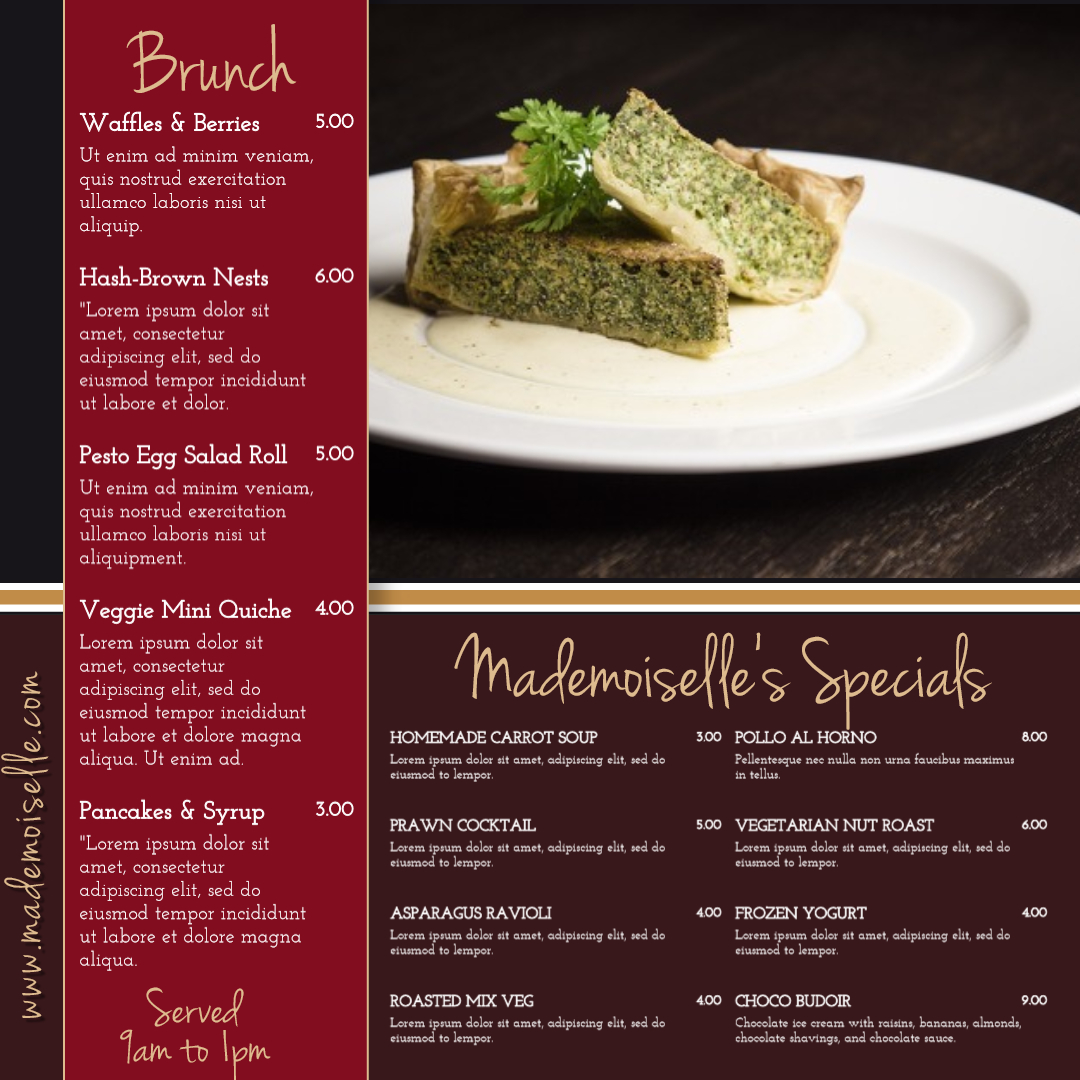 Brunch
Waffles & Berries 5.00
Ut enim ad minim veniam,
quis nostrud exercitation
ullamco laboris nisi ut
aliquip.
Hash-Brown Nests 6.00
"Lorem ipsum dolor sit
amet, consectetur
adipiscing elit, sed do
eiusmod tempor incididunt
ut labore et dolor.
Pesto Egg Salad Roll 5.00
Ut enim ad minim veniam,
quis nostrud exercitation
ullamco laboris nisi ut
aliquipment.
Veggie Mini Quiche 4.00
Lorem ipsum dolor sit
amet, consectetur
adipiscing elit, sed do
eiusmod tempor incididunt
ut labore et dolore magna
aliqua. Ut enim ad.
Pancakes & Syrup 3.00
"Lorem ipsum dolor sit
amet, consectetur
adipiscing elit, sed do
eiusmod tempor incididunt
ut labore et dolore magna
aliqua.
Served
9am to 1pm
www.mademoiselle.com
Mademoiselle's Specials
HOMEMADE CARROT SOUP 3.00
Lorem ipsum dolor sit amet, adipiscing elit, sed do
eiusmod to lempor.
PRAWN COCKTAIL 5.00
Lorem ipsum dolor sit amet, adipiscing elit, sed do
eiusmod to lempor.
ASPARAGUS RAVIOLI 4.00
Lorem ipsum dolor sit amet, adipiscing elit, sed do
eiusmod to lempor.
ROASTED MIX VEG 4.00
Lorem ipsum dolor sit amet, adipiscing elit, sed do
eiusmod to lempor.
POLLO AL HORNO 8.00
Pellentesque nec nulla non urna faucibus maximus
in tellus.
VEGETARIAN NUT ROAST 6.00
Lorem ipsum dolor sit amet, adipiscing elit, sed do
eiusmod to lempor.
FROZEN YOGURT 4.00
Lorem ipsum dolor sit amet, adipiscing elit, sed do
eiusmod to lempor.
CHOCO BUDOIR 9.00
Chocolate ice cream with raisins, bananas, almonds,
chocolate shavings, and chocolate sauce.